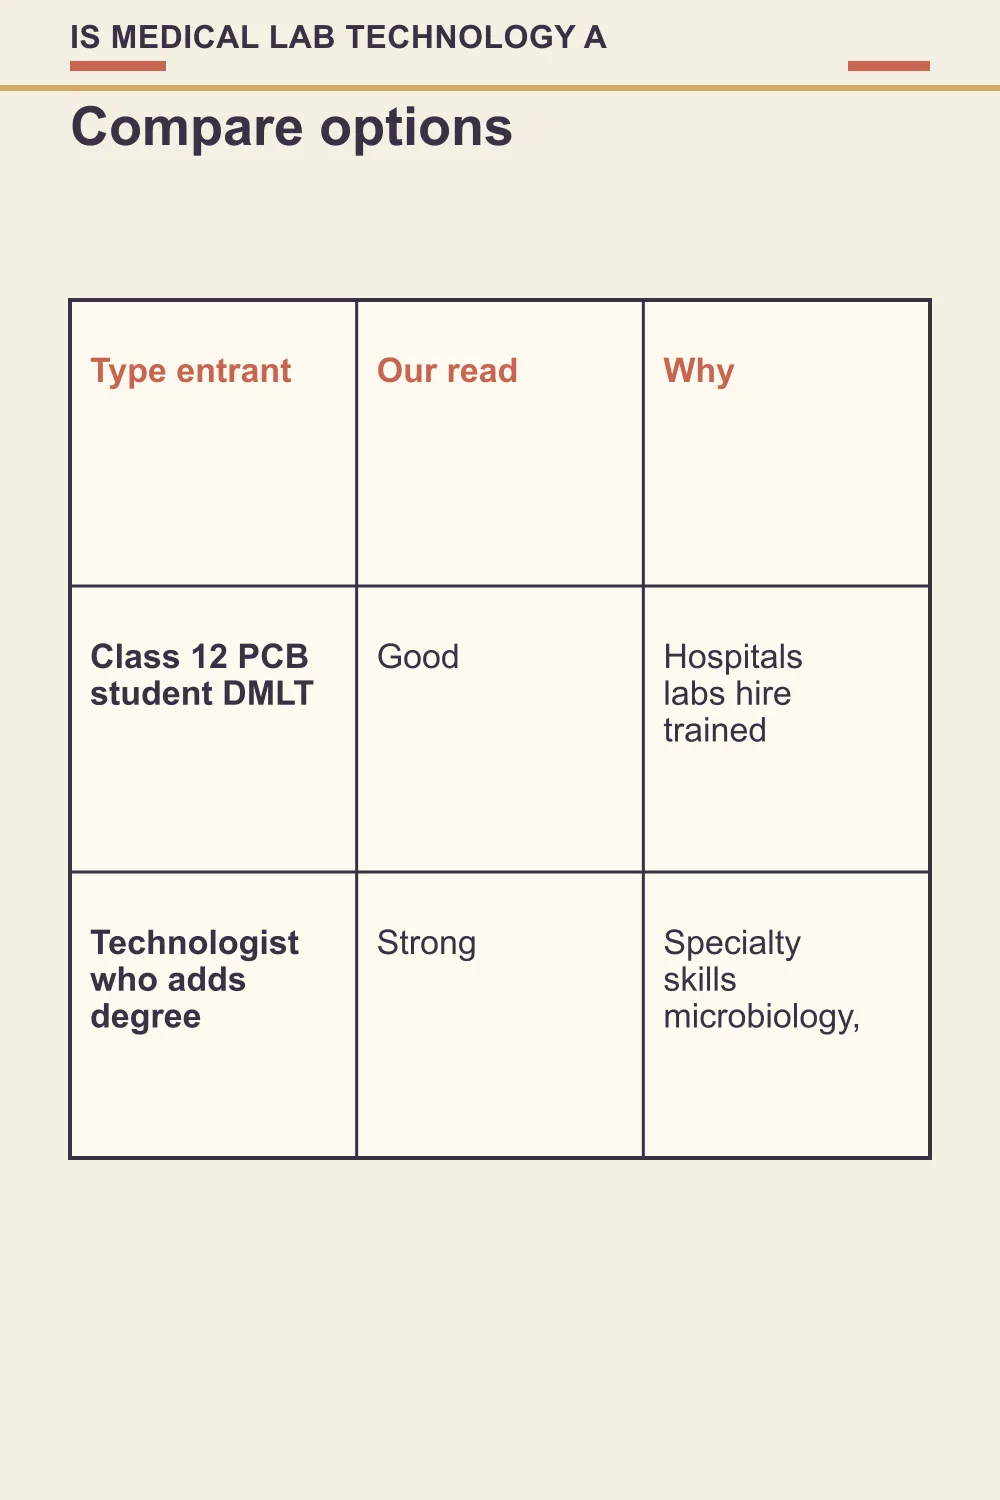 IS MEDICAL LAB TECHNOLOGY A
Compare options
Type entrant
Our read
Why
Class 12 PCB
student DMLT
Good
Hospitals
labs hire
trained
Technologist
who adds
degree
Strong
Specialty
skills
microbiology,